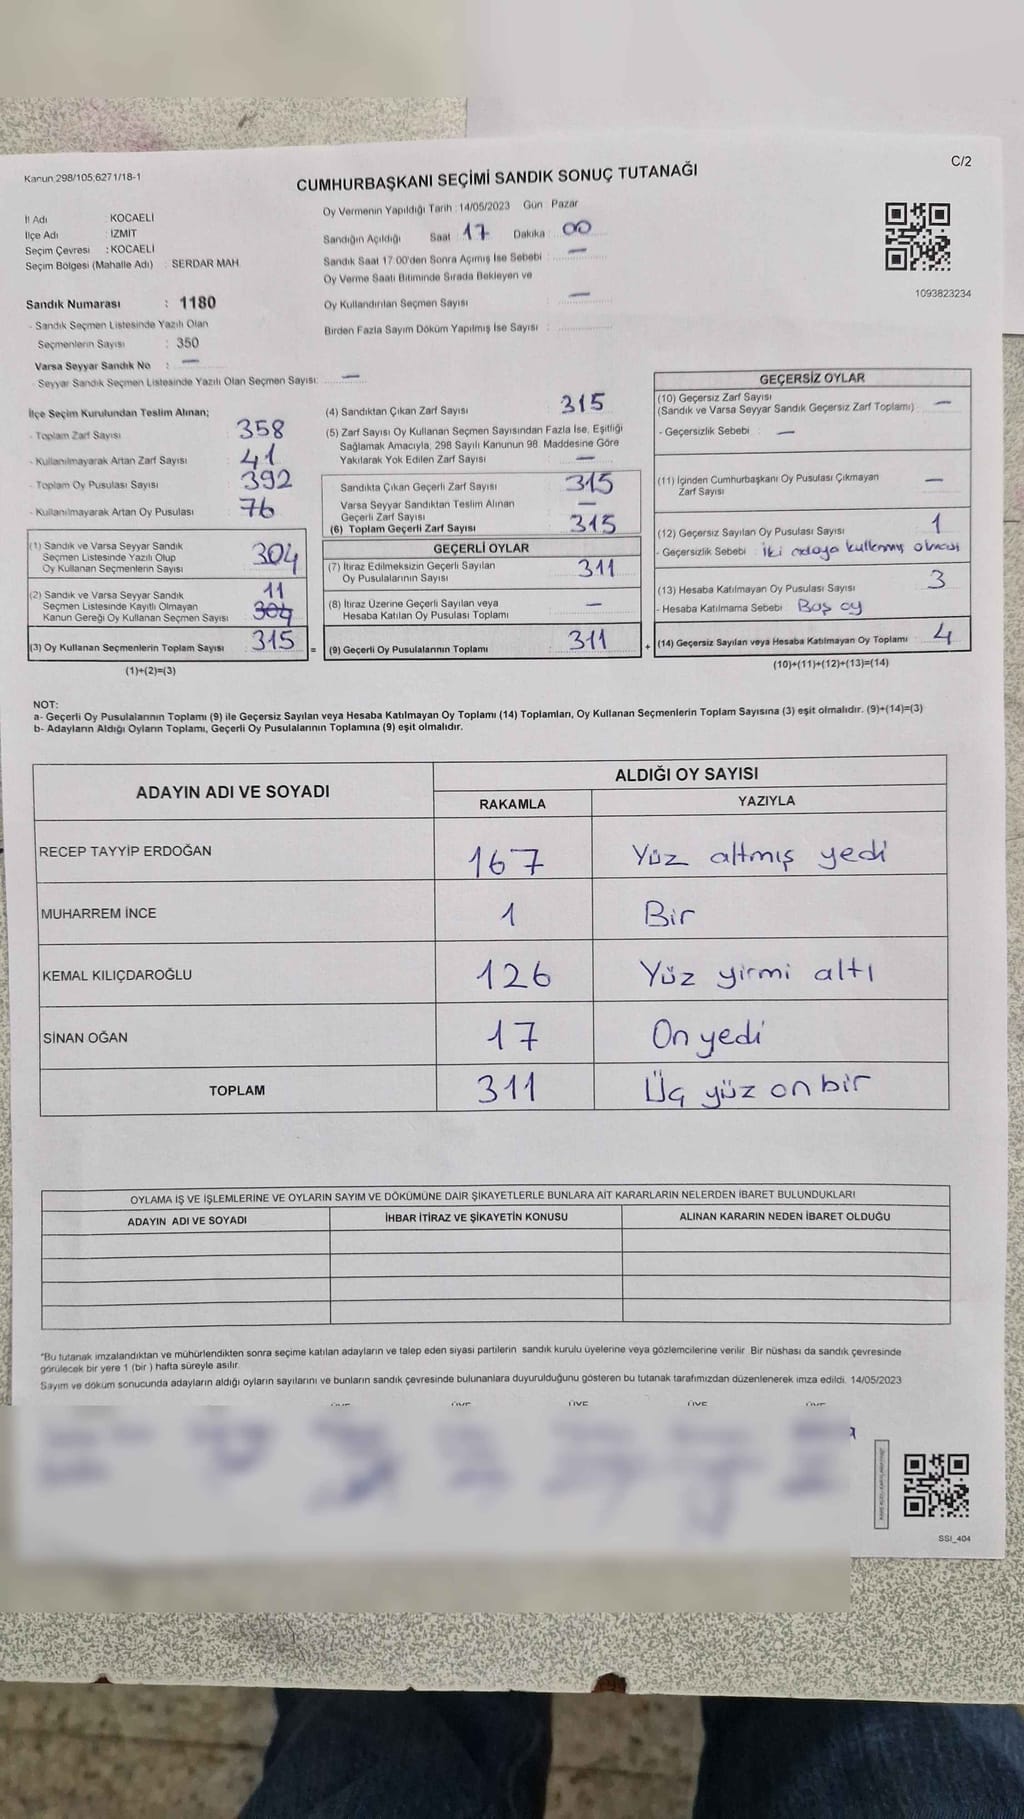 Kanun:298/105,6271/18-1
C/2
CUMHURBAŞKANI SEÇİMİ SANDIK SONUÇ TUTANAĞI
İl Adı : KOCAELİ
İlçe Adı : İZMİT
Seçim Çevresi : KOCAELİ
Seçim Bölgesi (Mahalle Adı) : SERDAR MAH.
Sandık Numarası : 1180
- Sandık Seçmen Listesinde Yazılı Olan
Seçmenlerin Sayısı : 350
Varsa Seyyar Sandık No : —
- Seyyar Sandık Seçmen Listesinde Yazılı Olan Seçmen Sayısı: —
Oy Vermenin Yapıldığı Tarih :14/05/2023 Gün Pazar
Sandığın Açıldığı Saat 17 Dakika : 00
Sandık Saat 17:00'den Sonra Açımış İse Sebebi : —
Oy Verme Saati Bitiminde Sırada Bekleyen ve
Oy Kullandırılan Seçmen Sayısı : —
Birden Fazla Sayım Döküm Yapılmış İse Sayısı :
1093823234
İlçe Seçim Kurulundan Teslim Alınan;
- Toplam Zarf Sayısı 358
- Kullanılmayarak Artan Zarf Sayısı 41
- Toplam Oy Pusulası Sayısı 392
- Kullanılmayarak Artan Oy Pusulası 76
(1) Sandık ve Varsa Seyyar Sandık
Seçmen Listesinde Yazılı Olup
Oy Kullanan Seçmenlerin Sayısı 304
(2) Sandık ve Varsa Seyyar Sandık 11
Seçmen Listesinde Kayıtlı Olmayan
Kanun Gereği Oy Kullanan Seçmen Sayısı 304
(3) Oy Kullanan Seçmenlerin Toplam Sayısı 315 =
(1)+(2)=(3)
(4) Sandıktan Çıkan Zarf Sayısı 315
(5) Zarf Sayısı Oy Kullanan Seçmen Sayısından Fazla İse, Eşitliği
Sağlamak Amacıyla, 298 Sayılı Kanunun 98. Maddesine Göre
Yakılarak Yok Edilen Zarf Sayısı —
Sandıkta Çıkan Geçerli Zarf Sayısı 315
Varsa Seyyar Sandıktan Teslim Alınan
Geçerli Zarf Sayısı —
(6) Toplam Geçerli Zarf Sayısı 315
GEÇERLİ OYLAR
(7) İtiraz Edilmeksizin Geçerli Sayılan
Oy Pusulalarının Sayısı 311
(8) İtiraz Üzerine Geçerli Sayılan veya
Hesaba Katılan Oy Pusulası Toplamı —
(9) Geçerli Oy Pusulalarının Toplamı 311 +
GEÇERSİZ OYLAR
(10) Geçersiz Zarf Sayısı
(Sandık ve Varsa Seyyar Sandık Geçersiz Zarf Toplamı) —
- Geçersizlik Sebebi : —
(11) İçinden Cumhurbaşkanı Oy Pusulası Çıkmayan
Zarf Sayısı —
(12) Geçersiz Sayılan Oy Pusulası Sayısı 1
- Geçersizlik Sebebi : İki adaya kullanmış olması
(13) Hesaba Katılmayan Oy Pusulası Sayısı 3
- Hesaba Katılmama Sebebi : Boş oy
(14) Geçersiz Sayılan veya Hesaba Katılmayan Oy Toplamı 4
(10)+(11)+(12)+(13)=(14)
NOT:
a- Geçerli Oy Pusulalarının Toplamı (9) ile Geçersiz Sayılan veya Hesaba Katılmayan Oy Toplamı (14) Toplamları, Oy Kullanan Seçmenlerin Toplam Sayısına (3) eşit olmalıdır. (9)+(14)=(3)
b- Adayların Aldığı Oyların Toplamı, Geçerli Oy Pusulalarının Toplamına (9) eşit olmalıdır.
ADAYIN ADI VE SOYADI
ALDIĞI OY SAYISI
RAKAMLA YAZIYLA
RECEP TAYYİP ERDOĞAN 167 Yüz altmış yedi
MUHARREM İNCE 1 Bir
KEMAL KILIÇDAROĞLU 126 Yüz yirmi altı
SİNAN OĞAN 17 On yedi
TOPLAM 311 Üç yüz on bir
OYLAMA İŞ VE İŞLEMLERİNE VE OYLARIN SAYIM VE DÖKÜMÜNE DAİR ŞİKAYETLERLE BUNLARA AİT KARARLARIN NELERDEN İBARET BULUNDUKLARI
ADAYIN ADI VE SOYADI İHBAR İTİRAZ VE ŞİKAYETİN KONUSU ALINAN KARARIN NEDEN İBARET OLDUĞU
*Bu tutanak imzalandıktan ve mühürlendikten sonra seçime katılan adayların ve talep eden siyasi partilerin sandık kurulu üyelerine veya gözlemcilerine verilir. Bir nüshası da sandık çevresinde
görülecek bir yere 1 (bir ) hafta süreyle asılır.
Sayım ve döküm sonucunda adayların aldığı oyların sayılarını ve bunların sandık çevresinde bulunanlara duyurulduğunu gösteren bu tutanak tarafımızdan düzenlenerek imza edildi. 14/05/2023
SSI_404